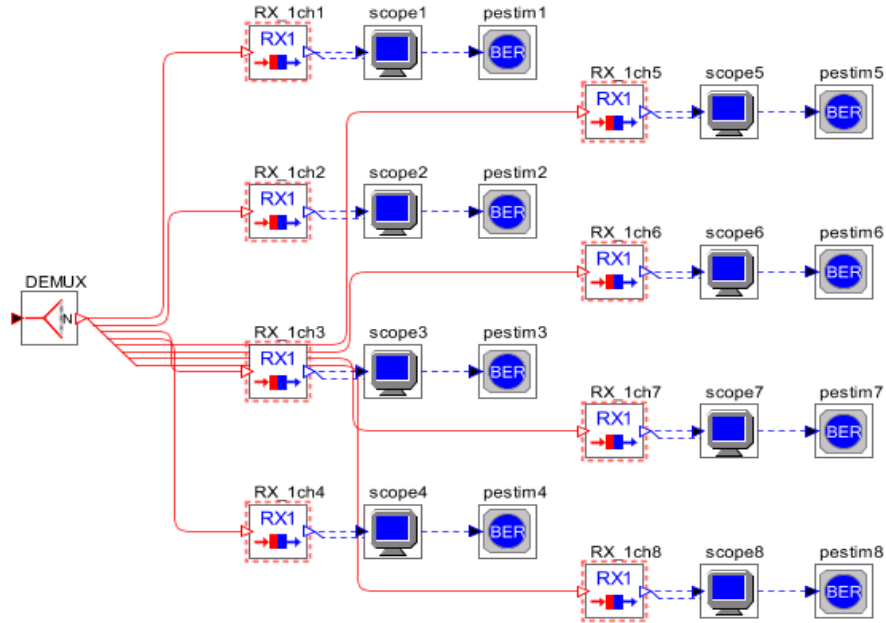 RX_1ch1 scope1 pestim1
RX1 BER
RX_1ch5 scope5 pestim5
RX1 BER
RX_1ch2 scope2 pestim2
RX1 BER
RX_1ch6 scope6 pestim6
RX1 BER
DEMUX
N
RX_1ch3 scope3 pestim3
RX1 BER
RX_1ch7 scope7 pestim7
RX1 BER
RX_1ch4 scope4 pestim4
RX1 BER
RX_1ch8 scope8 pestim8
RX1 BER